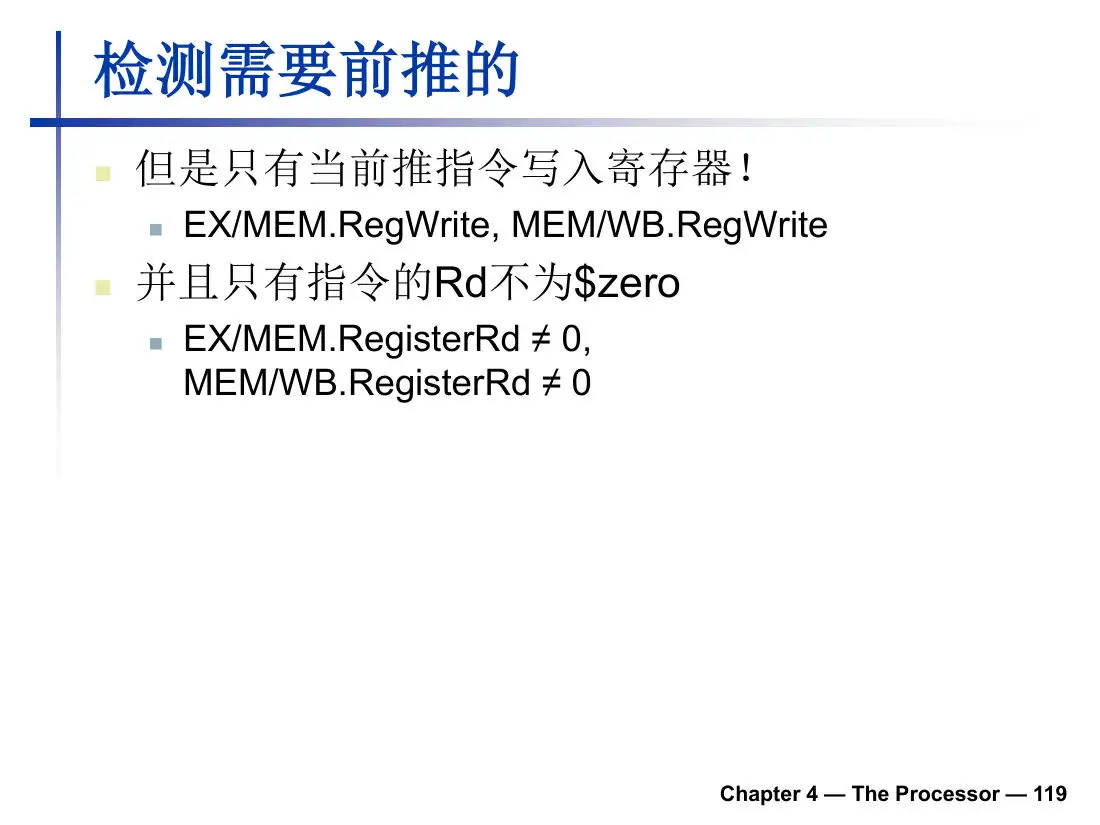 检测需要前推的
但是只有当前推指令写入寄存器！
EX/MEM.RegWrite, MEM/WB.RegWrite
并且只有指令的Rd不为$zero
EX/MEM.RegisterRd ≠ 0,
MEM/WB.RegisterRd ≠ 0
Chapter 4 — The Processor — 119